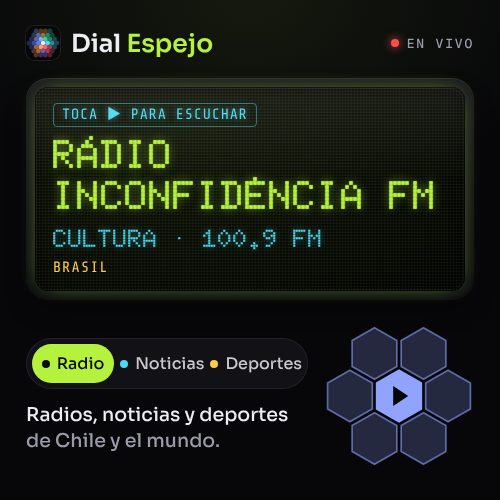 Dial Espejo
EN VIVO
TOCA ▶ PARA ESCUCHAR
RÁDIO
INCONFIDÊNCIA FM
CULTURA · 100,9 FM
BRASIL
Radio Noticias Deportes
Radios, noticias y deportes
de Chile y el mundo.